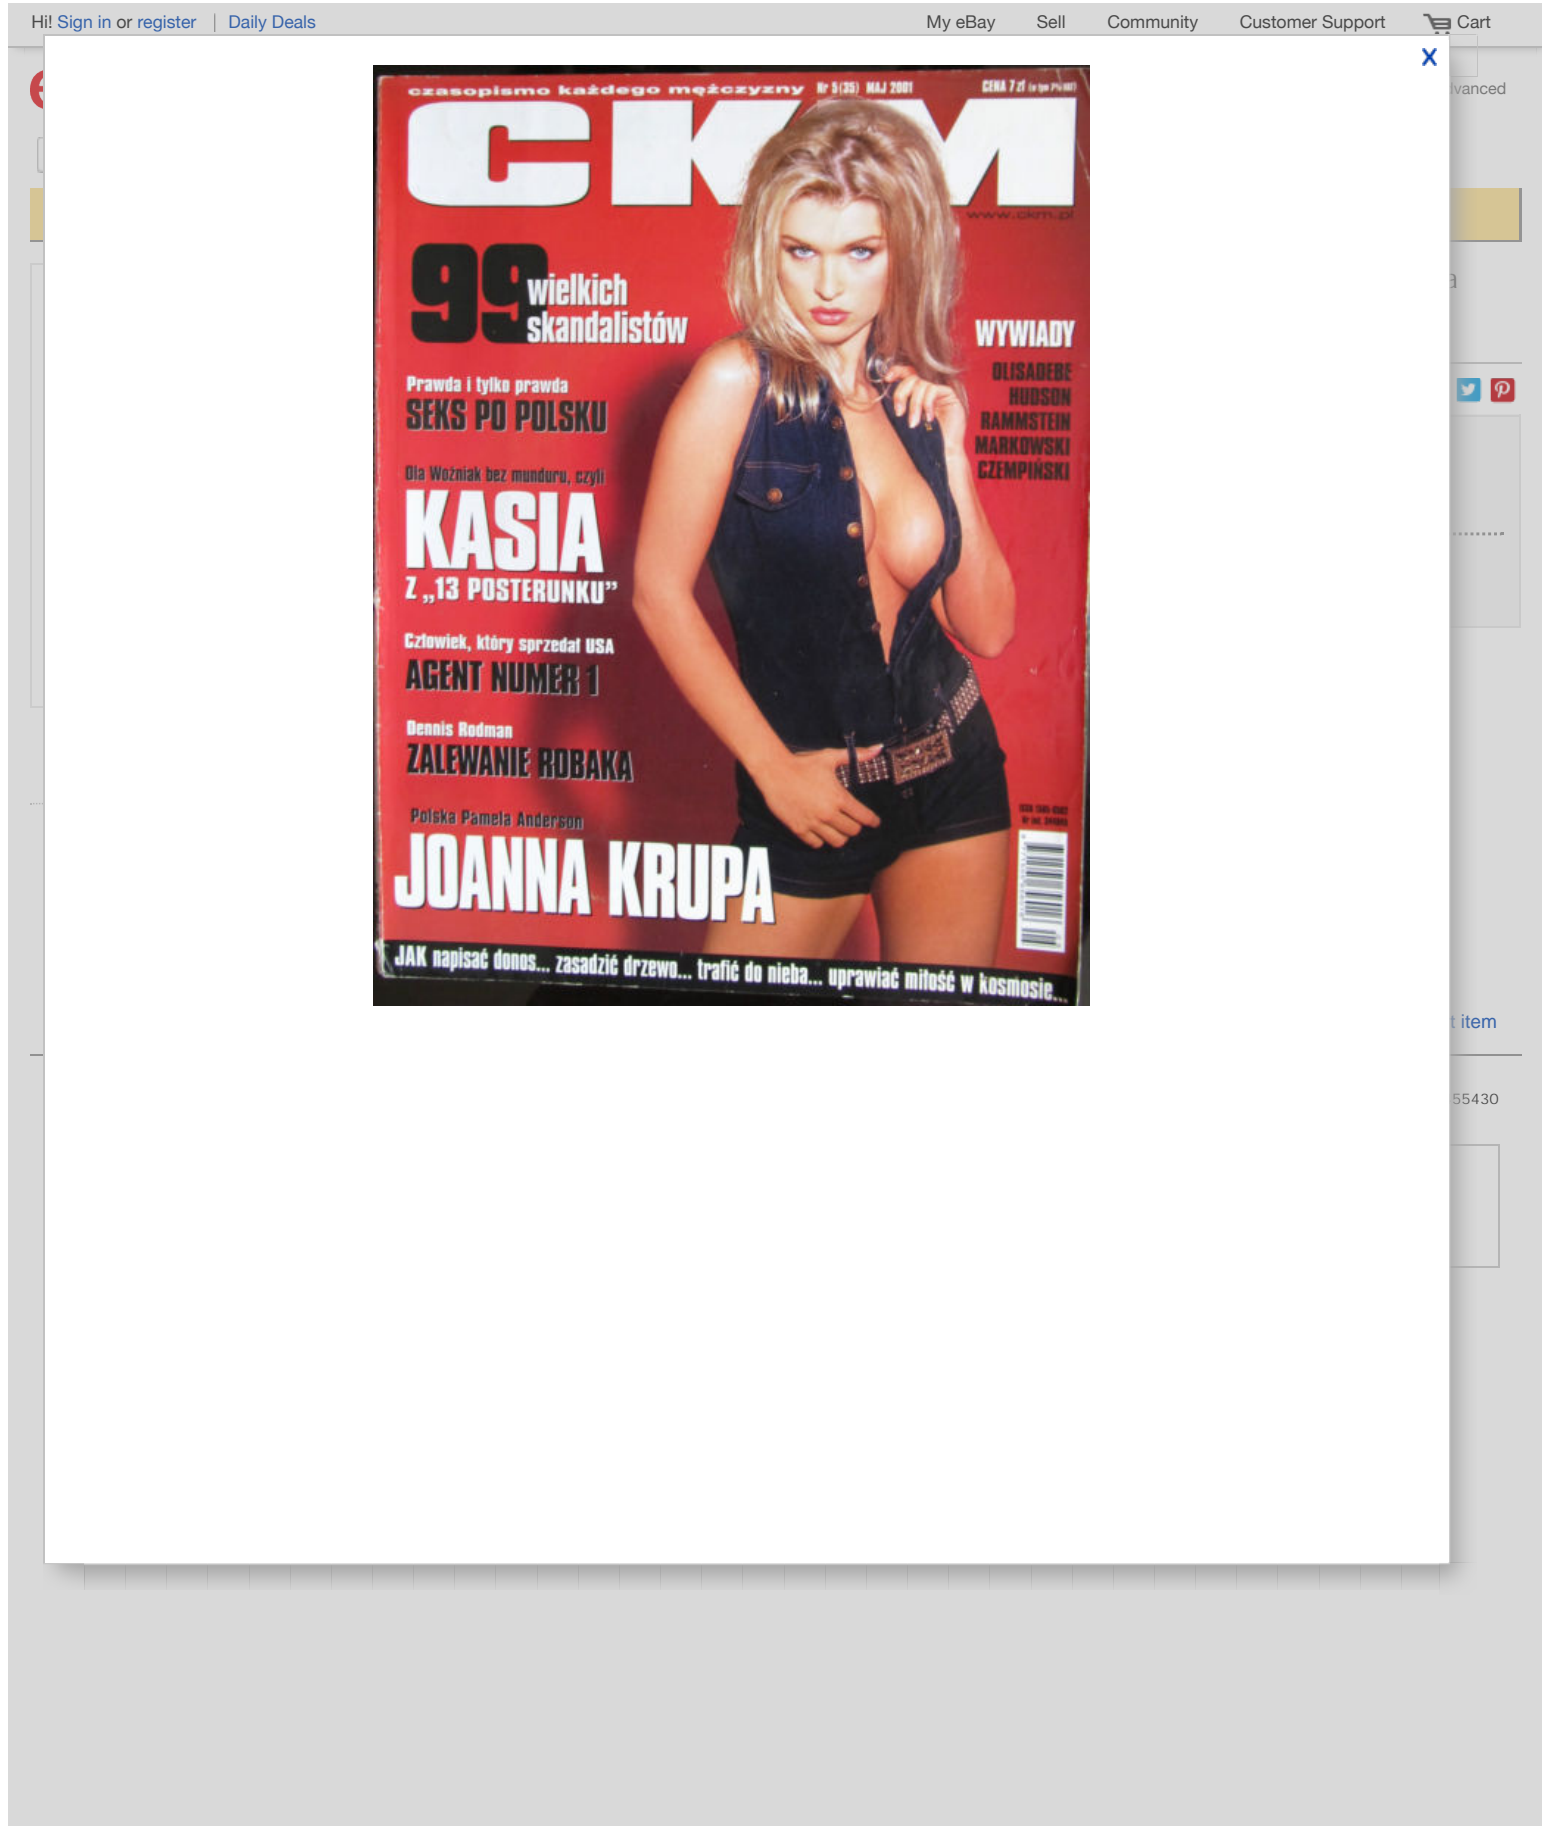 Hi! Sign in or register | Daily Deals My eBay Sell Community Customer Support Cart
X
dvanced
czasopismo każdego mężczyzny Nr 5(35) MAJ 2001 CENA 7 zł (w tym 7% VAT)
CKM
www.ckm.pl
99 wielkich
skandalistów
Prawda i tylko prawda
SEKS PO POLSKU
Ola Woźniak bez munduru, czyli
KASIA
Z „13 POSTERUNKU”
Człowiek, który sprzedał USA
AGENT NUMER 1
Dennis Rodman
ZALEWANIE ROBAKA
Polska Pamela Anderson
JOANNA KRUPA
WYWIADY
OLISADEBE
HUDSON
RAMMSTEIN
MARKOWSKI
CZEMPIŃSKI
JAK napisać donos... zasadzić drzewo... trafić do nieba... uprawiać miłość w kosmosie...
a
t item
55430